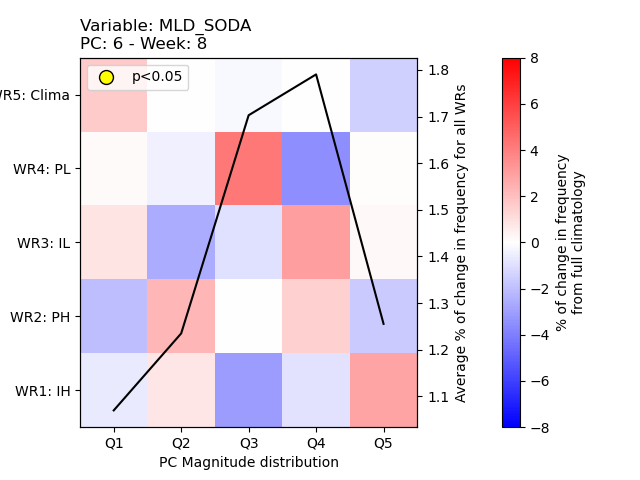 Variable: MLD_SODA
PC: 6 - Week: 8
p<0.05
WR5: Clima
WR4: PL
WR3: IL
WR2: PH
WR1: IH
Q1 Q2 Q3 Q4 Q5
PC Magnitude distribution
1.8
1.7
1.6
1.5
1.4
1.3
1.2
1.1
Average % of change in frequency for all WRs
8
6
4
2
0
−2
−4
−6
−8
% of change in frequency
from full climatology